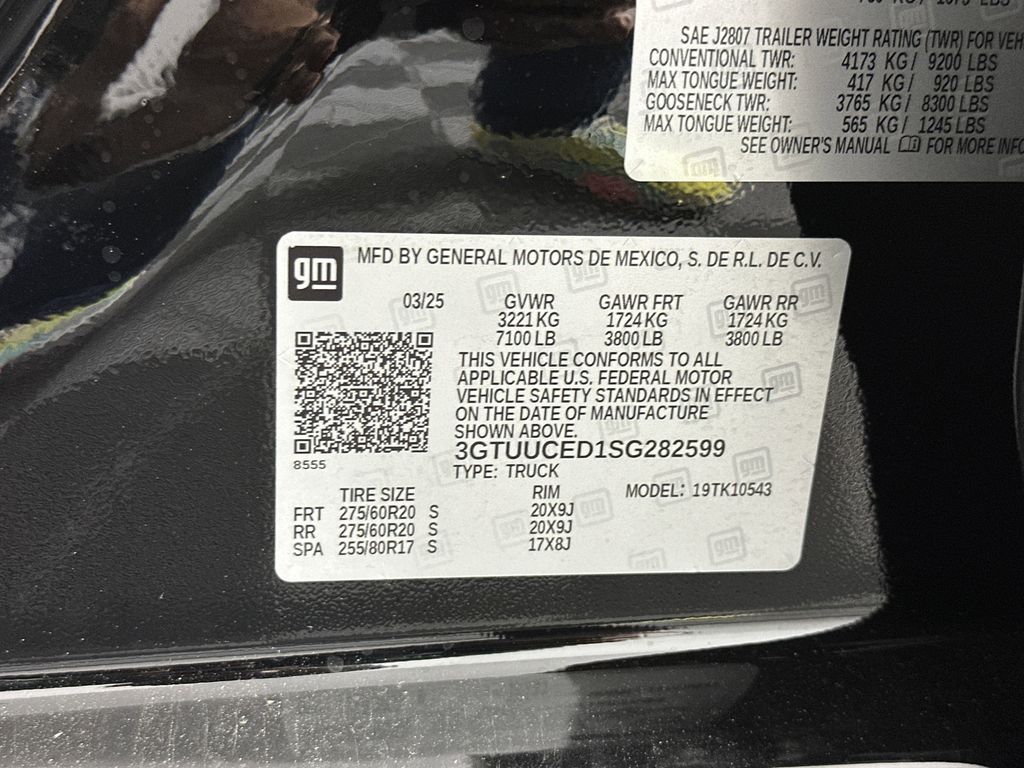 SAE J2807 TRAILER WEIGHT RATING (TWR) FOR VEH
CONVENTIONAL TWR: 4173 KG/ 9200 LBS
MAX TONGUE WEIGHT: 417 KG/ 920 LBS
GOOSENECK TWR: 3765 KG/ 8300 LBS
MAX TONGUE WEIGHT: 565 KG/ 1245 LBS
SEE OWNER'S MANUAL FOR MORE INFO
gm
MFD BY GENERAL MOTORS DE MEXICO, S. DE R.L. DE C.V.
03/25 GVWR GAWR FRT GAWR RR
3221 KG 1724 KG 1724 KG
7100 LB 3800 LB 3800 LB
THIS VEHICLE CONFORMS TO ALL
APPLICABLE U.S. FEDERAL MOTOR
VEHICLE SAFETY STANDARDS IN EFFECT
ON THE DATE OF MANUFACTURE
SHOWN ABOVE.
3GTUUCED1SG282599
8555
TYPE: TRUCK
TIRE SIZE RIM MODEL: 19TK10543
FRT 275/60R20 S 20X9J
RR 275/60R20 S 20X9J
SPA 255/80R17 S 17X8J